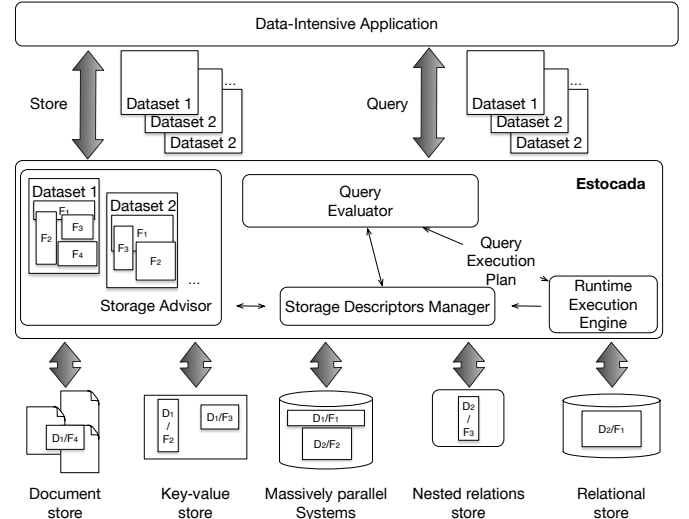 Data-Intensive Application
Store
Dataset 1
Dataset 2
Dataset 2
...
Query
Dataset 1
Dataset 2
Dataset 2
...
Estocada
Dataset 1
F1
F2
F3
F4
Dataset 2
F1
F3
F2
...
Storage Advisor
Query
Evaluator
Query
Execution
Plan
Storage Descriptors Manager
Runtime
Execution
Engine
D1/F4
D1
/
F2
D1/F3
D1/F1
D2/F2
D2
/
F3
D2/F1
Document
store
Key-value
store
Massively parallel
Systems
Nested relations
store
Relational
store